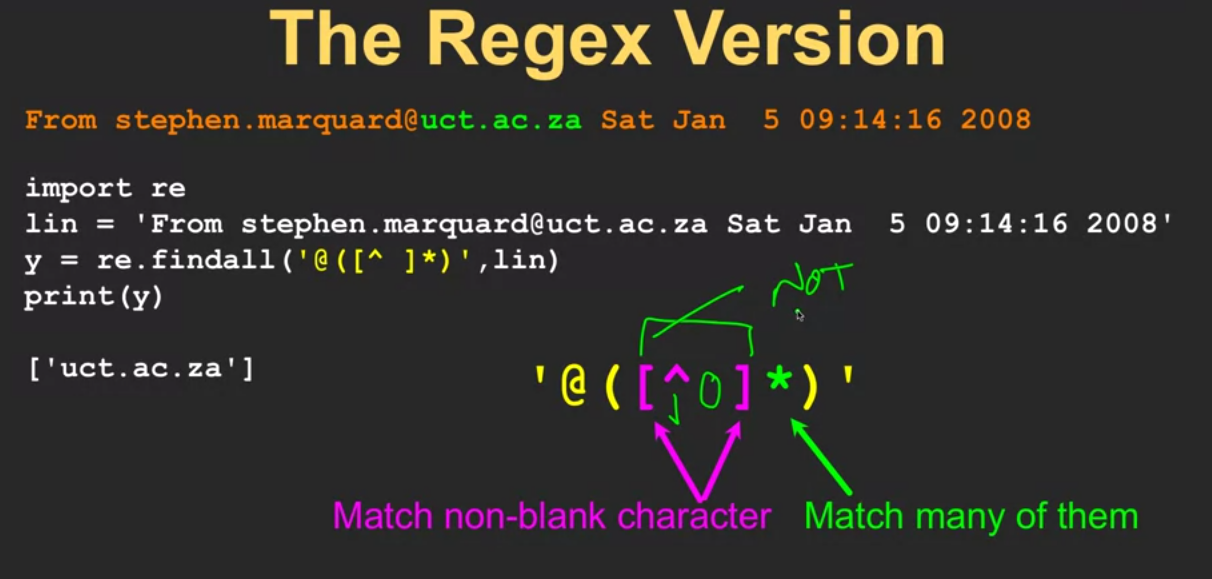 The Regex Version
From stephen.marquard@uct.ac.za Sat Jan  5 09:14:16 2008
import re
lin = 'From stephen.marquard@uct.ac.za Sat Jan  5 09:14:16 2008'
y = re.findall('@([^ ]*)',lin)
print(y)
NOT
['uct.ac.za']
'@([^ ]*)'
Match non-blank character
Match many of them